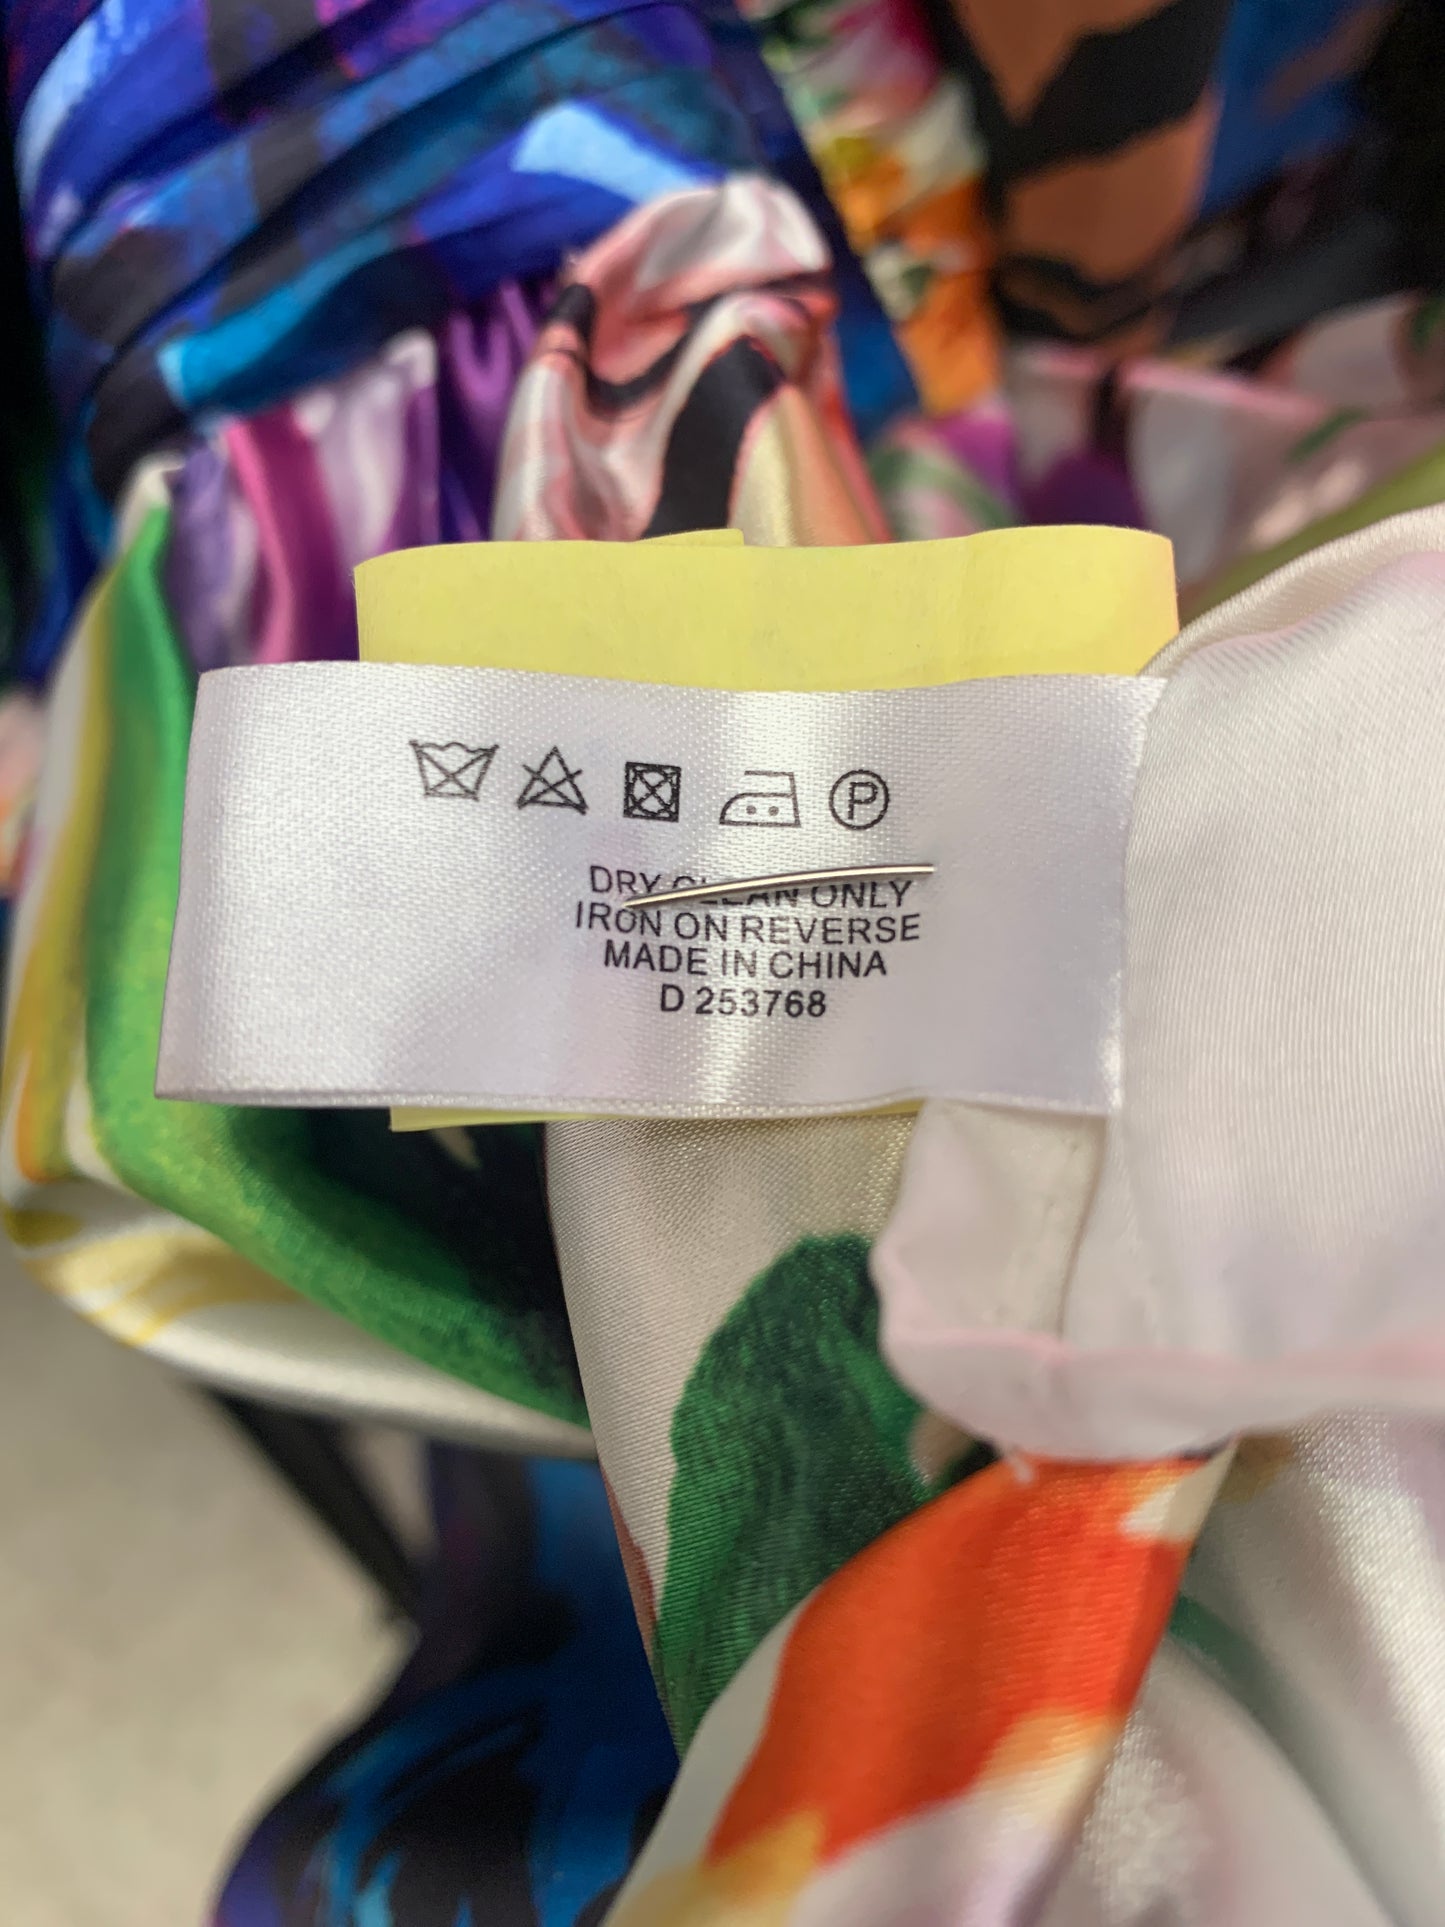 P
DRY CLEAN ONLY
IRON ON REVERSE
MADE IN CHINA
D 253768